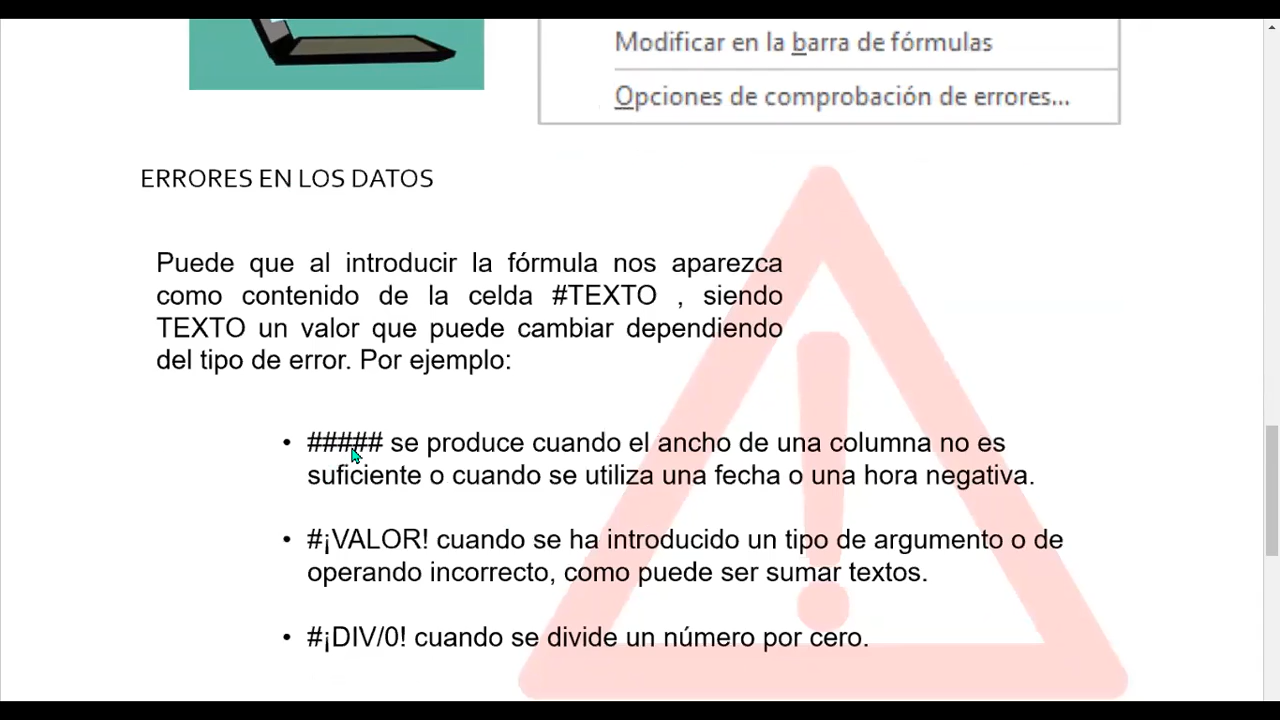 Modificar en la barra de fórmulas
Opciones de comprobación de errores...
ERRORES EN LOS DATOS
Puede que al introducir la fórmula nos aparezca
como contenido de la celda #TEXTO , siendo
TEXTO un valor que puede cambiar dependiendo
del tipo de error. Por ejemplo:
• ##### se produce cuando el ancho de una columna no es
suficiente o cuando se utiliza una fecha o una hora negativa.
• #¡VALOR! cuando se ha introducido un tipo de argumento o de
operando incorrecto, como puede ser sumar textos.
• #¡DIV/0! cuando se divide un número por cero.